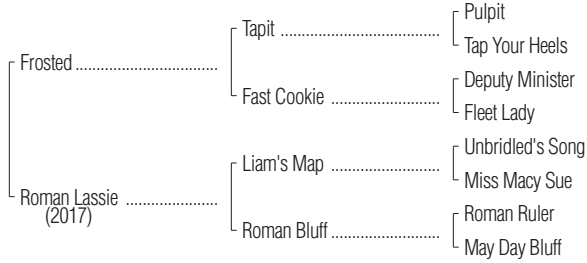 Pulpit
Tapit
Tap Your Heels
Frosted
Deputy Minister
Fast Cookie
Fleet Lady
Unbridled's Song
Liam's Map
Miss Macy Sue
Roman Lassie
(2017)
Roman Ruler
Roman Bluff
May Day Bluff